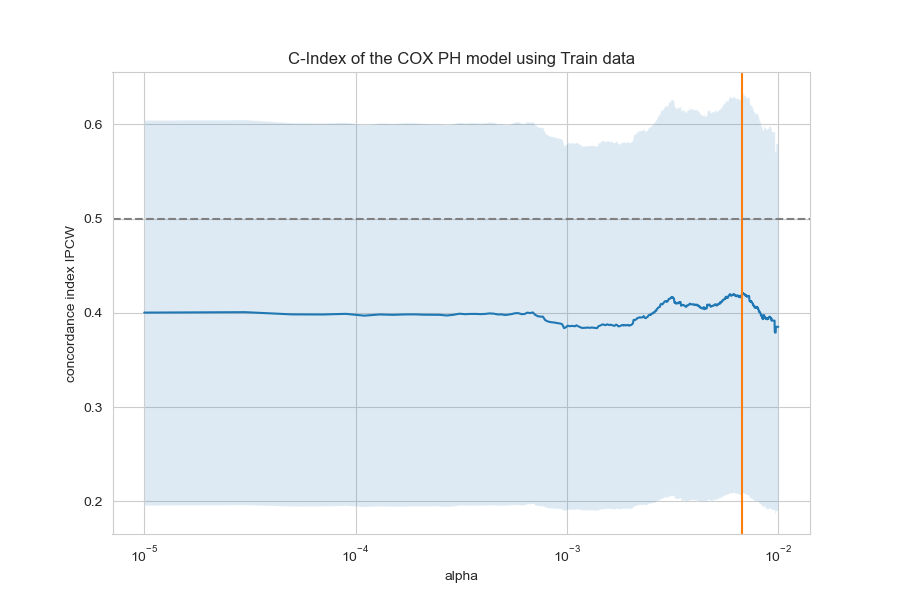 C-Index of the COX PH model using Train data
concordance index IPCW
0.6
0.5
0.4
0.3
0.2
10⁻⁵ 10⁻⁴ 10⁻³ 10⁻²
alpha